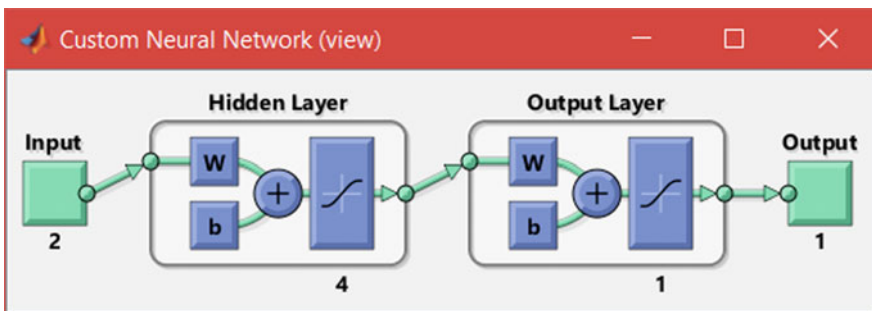 Custom Neural Network (view)
Hidden Layer
Output Layer
Input
Output
W
W
+
+
b
b
2
1
4
1